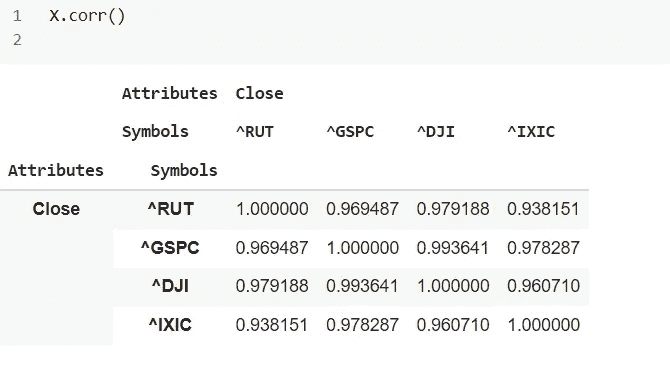 1 X.corr()
2
Attributes Close
Symbols ^RUT ^GSPC ^DJI ^IXIC
Attributes Symbols
Close ^RUT 1.000000 0.969487 0.979188 0.938151
^GSPC 0.969487 1.000000 0.993641 0.978287
^DJI 0.979188 0.993641 1.000000 0.960710
^IXIC 0.938151 0.978287 0.960710 1.000000